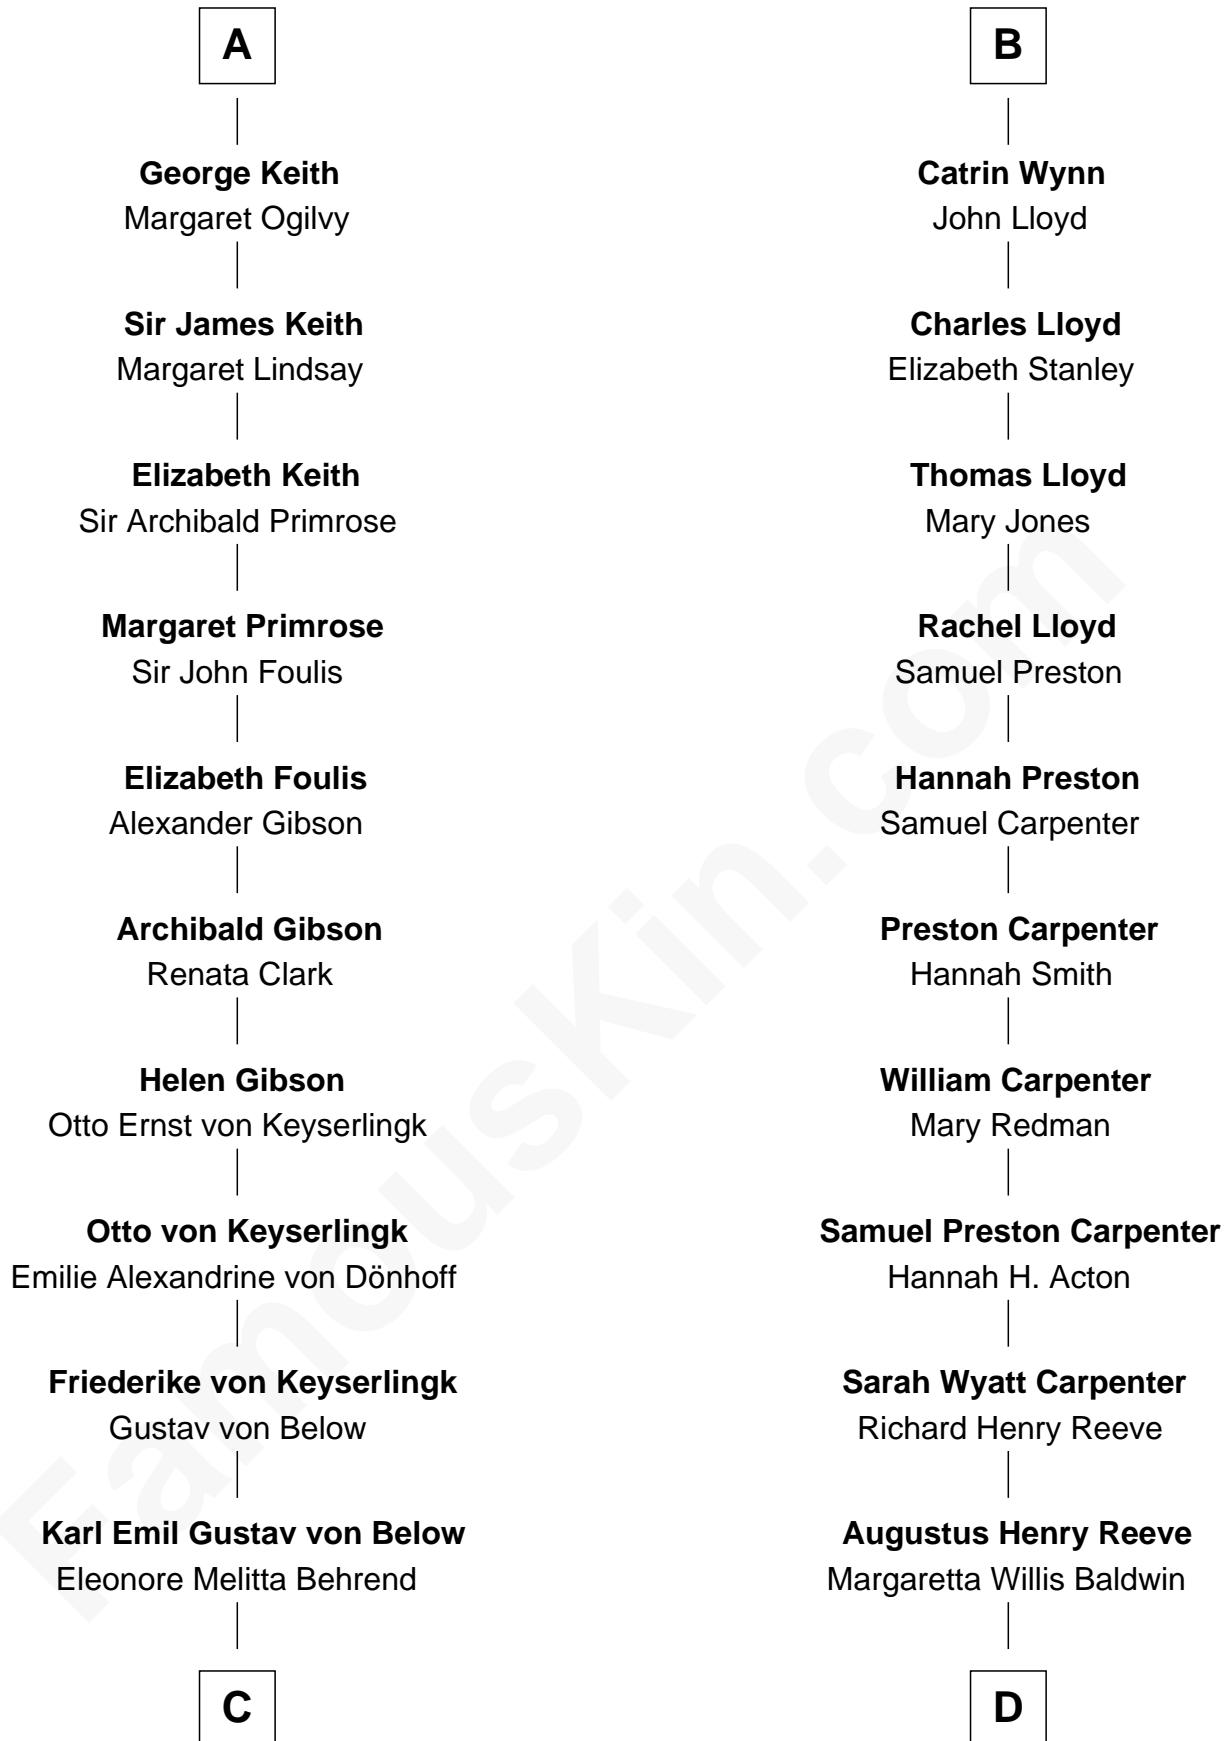 A
George Keith
Margaret Ogilvy
Sir James Keith
Margaret Lindsay
Elizabeth Keith
Sir Archibald Primrose
Margaret Primrose
Sir John Foulis
Elizabeth Foulis
Alexander Gibson
Archibald Gibson
Renata Clark
Helen Gibson
Otto Ernst von Keyserlingk
Otto von Keyserlingk
Emilie Alexandrine von Dönhoff
Friederike von Keyserlingk
Gustav von Below
Karl Emil Gustav von Below
Eleonore Melitta Behrend
C
B
Catrin Wynn
John Lloyd
Charles Lloyd
Elizabeth Stanley
Thomas Lloyd
Mary Jones
Rachel Lloyd
Samuel Preston
Hannah Preston
Samuel Carpenter
Preston Carpenter
Hannah Smith
William Carpenter
Mary Redman
Samuel Preston Carpenter
Hannah H. Acton
Sarah Wyatt Carpenter
Richard Henry Reeve
Augustus Henry Reeve
Margaretta Willis Baldwin
D
FamousKin.com